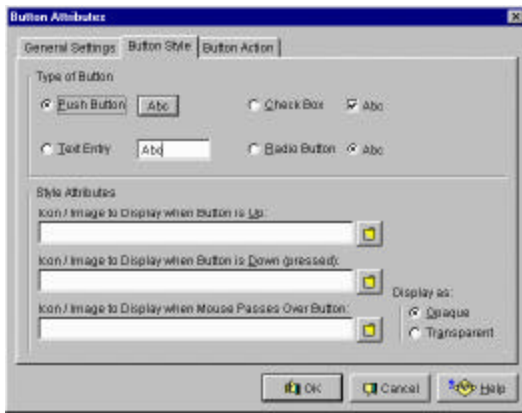 Button Attributes
General Settings Button Style Button Action
Type of Button
Push Button Abc Check Box Abc
Text Entry Abc Radio Button Abc
Style Attributes
Icon / Image to Display when Button is Up:
Icon / Image to Display when Button is Down (pressed):
Icon / Image to Display when Mouse Passes Over Button:
Display as:
Opaque
Transparent
OK Cancel Help